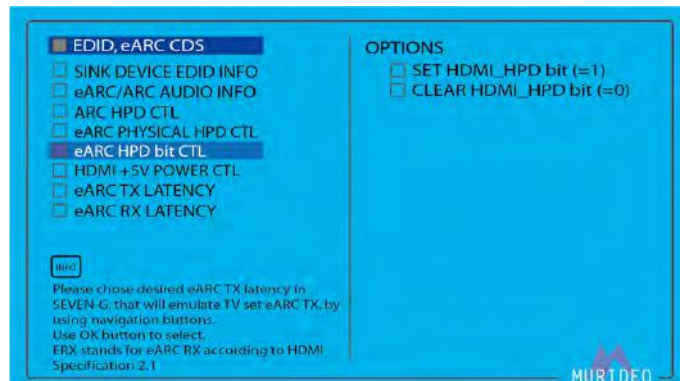 EDID, eARC CDS
SINK DEVICE EDID INFO
eARC/ARC AUDIO INFO
ARC HPD CTL
eARC PHYSICAL HPD CTL
eARC HPD bit CTL
HDMI +5V POWER CTL
eARC TX LATENCY
eARC RX LATENCY
OPTIONS
SET HDMI_HPD bit (=1)
CLEAR HDMI_HPD bit (=0)
INFO
Please chose desired eARC TX latency in
SEVEN-G, that will emulate TV set eARC TX, by
using navigation buttons.
Use OK button to select.
ERX stands for eARC RX according to HDMI
Specification 2.1
MURIDEO